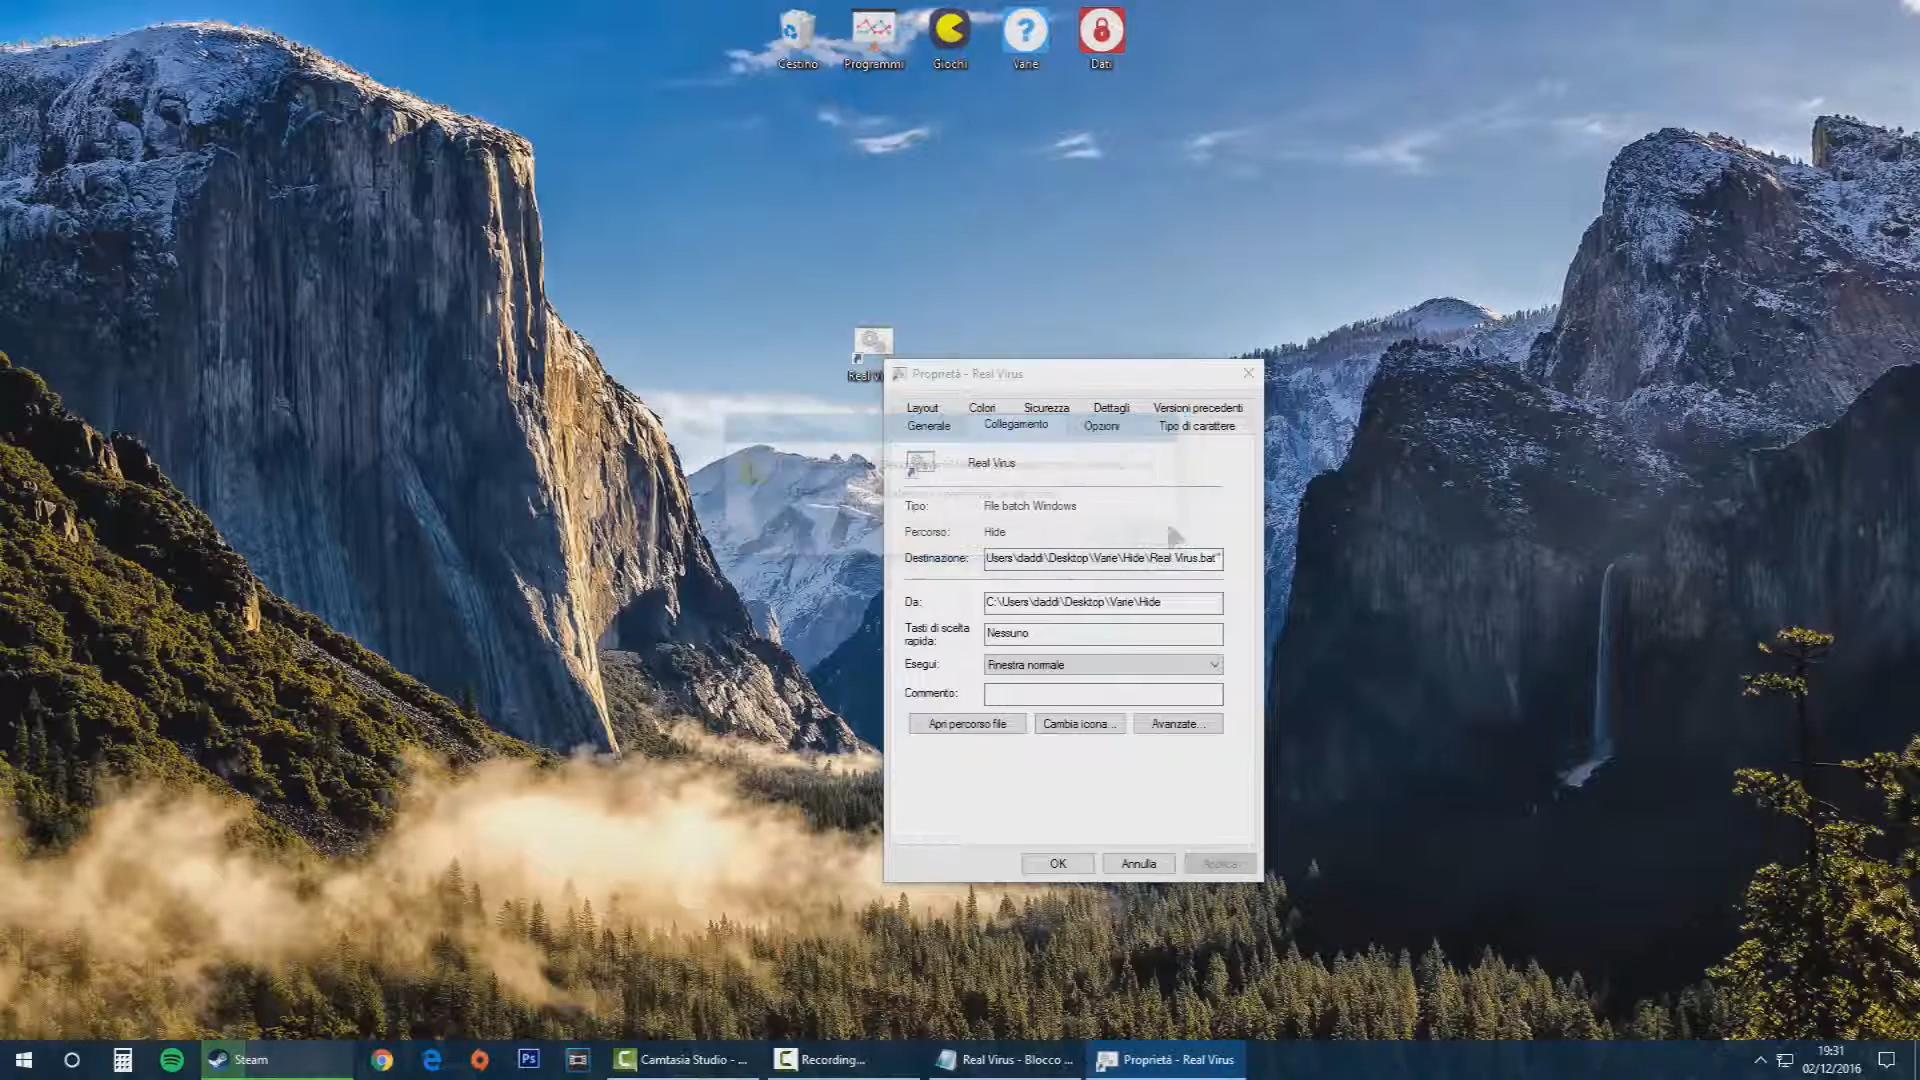 Cestino
Programmi
Giochi
Varie
Dati
Proprietà - Real Virus
Layout
Colori
Sicurezza
Dettagli
Versioni precedenti
Generale
Collegamento
Opzioni
Tipo di carattere
Real Virus
Tipo:
File batch Windows
Percorso:
Hide
Destinazione:
Users\daddi\Desktop\Varie\Hide\Real Virus.bat"
Da:
C:\Users\daddi\Desktop\Varie\Hide
Tasti di scelta
rapida:
Nessuno
Esegui:
Finestra normale
Commento:
Apri percorso file
Cambia icona...
Avanzate...
OK
Annulla
Applica
Steam
Ps
Camtasia Studio - ...
Recording...
Real Virus - Blocco ...
Proprietà - Real Virus
19:31
02/12/2016